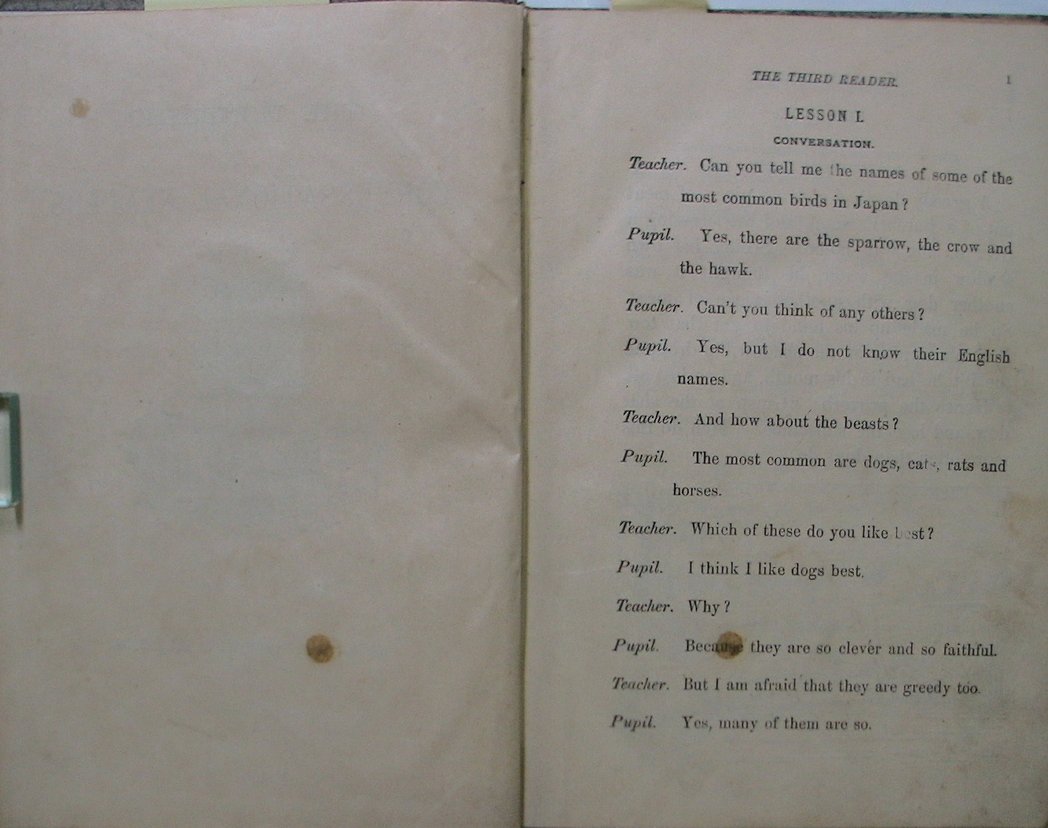 THE THIRD READER. 1
LESSON I.
CONVERSATION.
Teacher. Can you tell me the names of some of the
most common birds in Japan?
Pupil. Yes, there are the sparrow, the crow and
the hawk.
Teacher. Can't you think of any others?
Pupil. Yes, but I do not know their English
names.
Teacher. And how about the beasts?
Pupil. The most common are dogs, cats, rats and
horses.
Teacher. Which of these do you like best?
Pupil. I think I like dogs best.
Teacher. Why?
Pupil. Because they are so clever and so faithful.
Teacher. But I am afraid that they are greedy too.
Pupil. Yes, many of them are so.